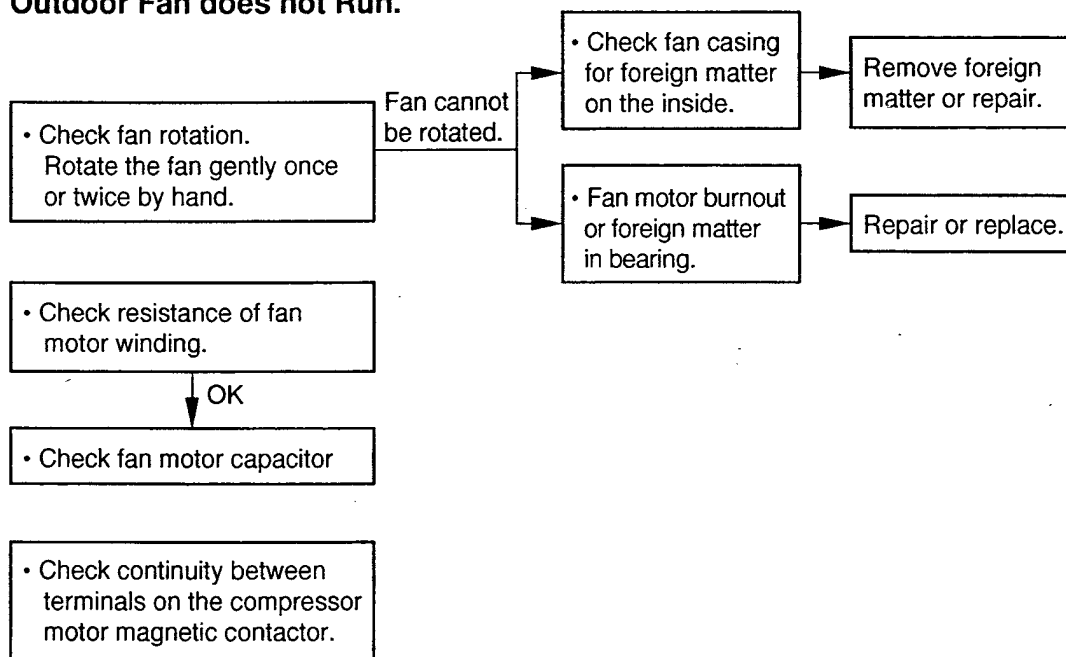 Outdoor Fan does not Run.
• Check fan rotation.
Rotate the fan gently once
or twice by hand.
Fan cannot
be rotated.
• Check fan casing
for foreign matter
on the inside.
Remove foreign
matter or repair.
• Fan motor burnout
or foreign matter
in bearing.
Repair or replace.
• Check resistance of fan
motor winding.
OK
• Check fan motor capacitor
• Check continuity between
terminals on the compressor
motor magnetic contactor.